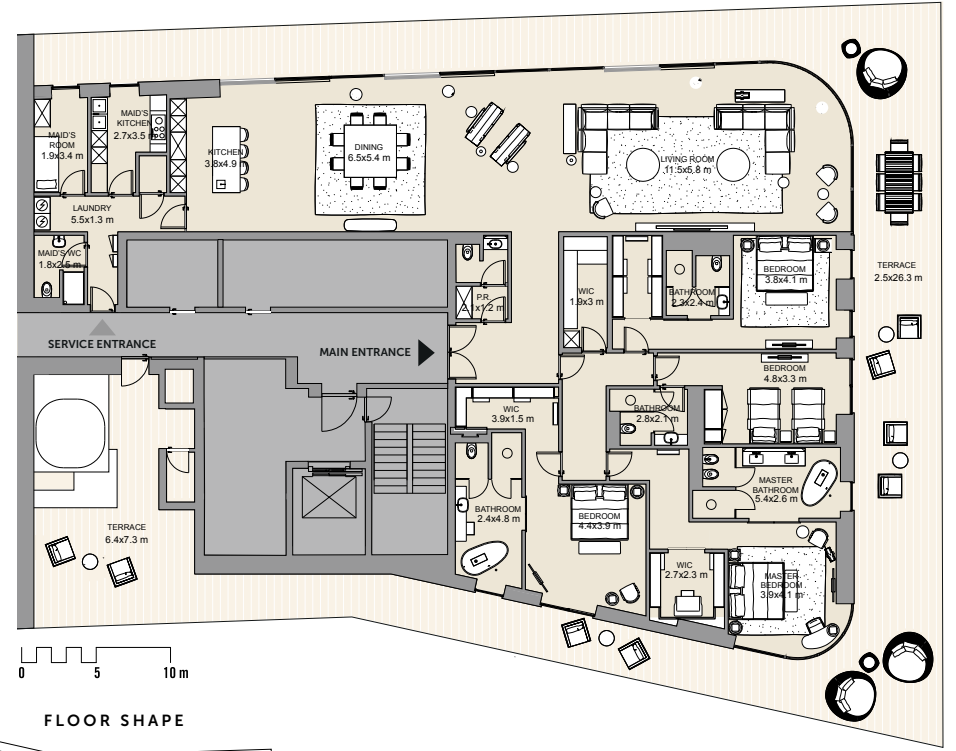 MAID'S
ROOM
1.9x3.4 m
MAID'S
KITCHEN
2.7x3.5 m
KITCHEN
3.8x4.9 m
DINING
6.5x5.4 m
LIVING ROOM
11.5x5.8 m
LAUNDRY
5.5x1.3 m
MAID'S WC
1.8x2.5 m
P.R.
2.1x1.2 m
WIC
1.9x3 m
BATHROOM
2.3x2.4 m
BEDROOM
3.8x4.1 m
TERRACE
2.5x26.3 m
SERVICE ENTRANCE
MAIN ENTRANCE
BEDROOM
4.8x3.3 m
WIC
3.9x1.5 m
BATHROOM
2.8x2.1 m
MASTER
BATHROOM
5.4x2.6 m
BATHROOM
2.4x4.8 m
BEDROOM
4.4x3.9 m
TERRACE
6.4x7.3 m
WIC
2.7x2.3 m
MASTER
BEDROOM
3.9x4.1 m
0 5 10 m
FLOOR SHAPE